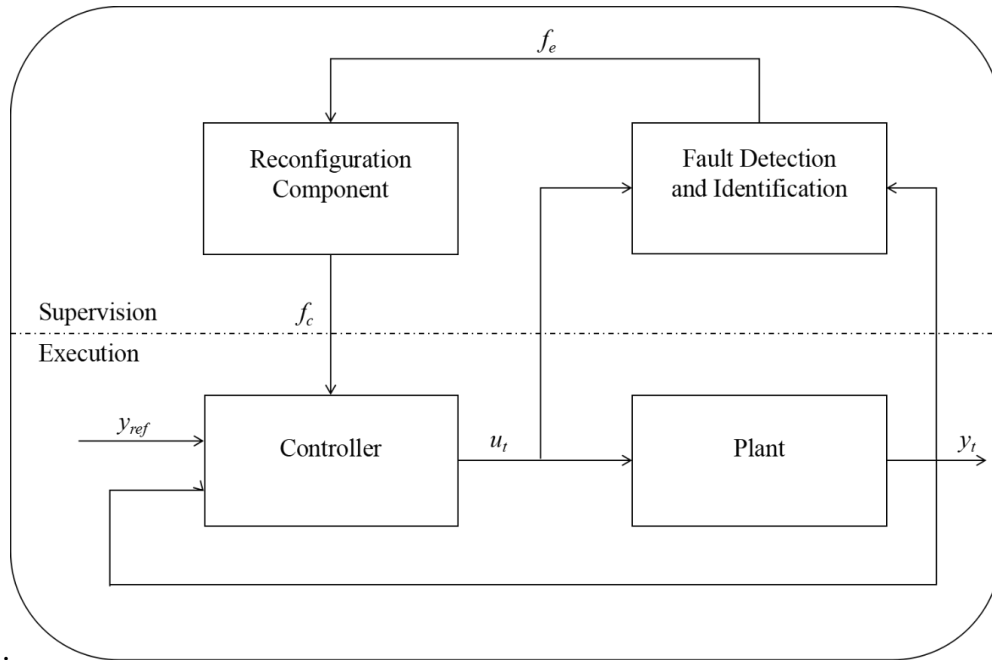 f_e
Reconfiguration
Component
Fault Detection
and Identification
Supervision
f_c
Execution
y_ref
Controller
u_t
Plant
y_t
.